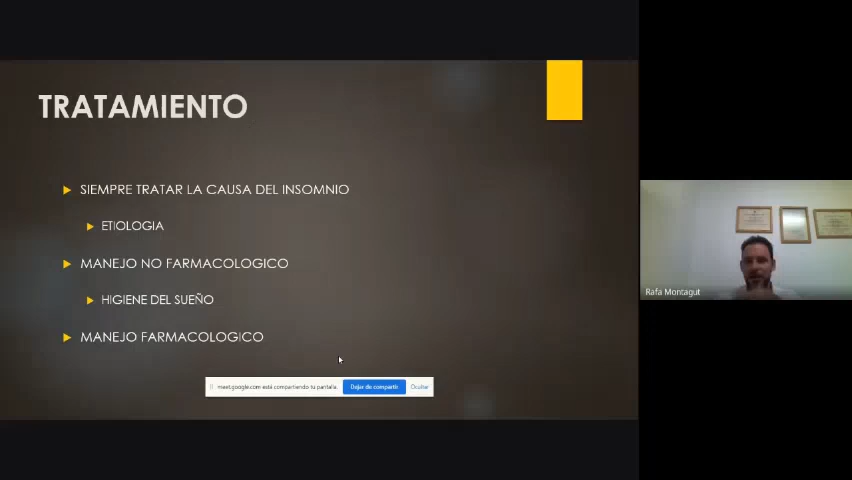 TRATAMIENTO
SIEMPRE TRATAR LA CAUSA DEL INSOMNIO
ETIOLOGIA
MANEJO NO FARMACOLOGICO
HIGIENE DEL SUEÑO
MANEJO FARMACOLOGICO
meet.google.com está compartiendo tu pantalla.
Dejar de compartir
Ocultar
Rafa Montagut